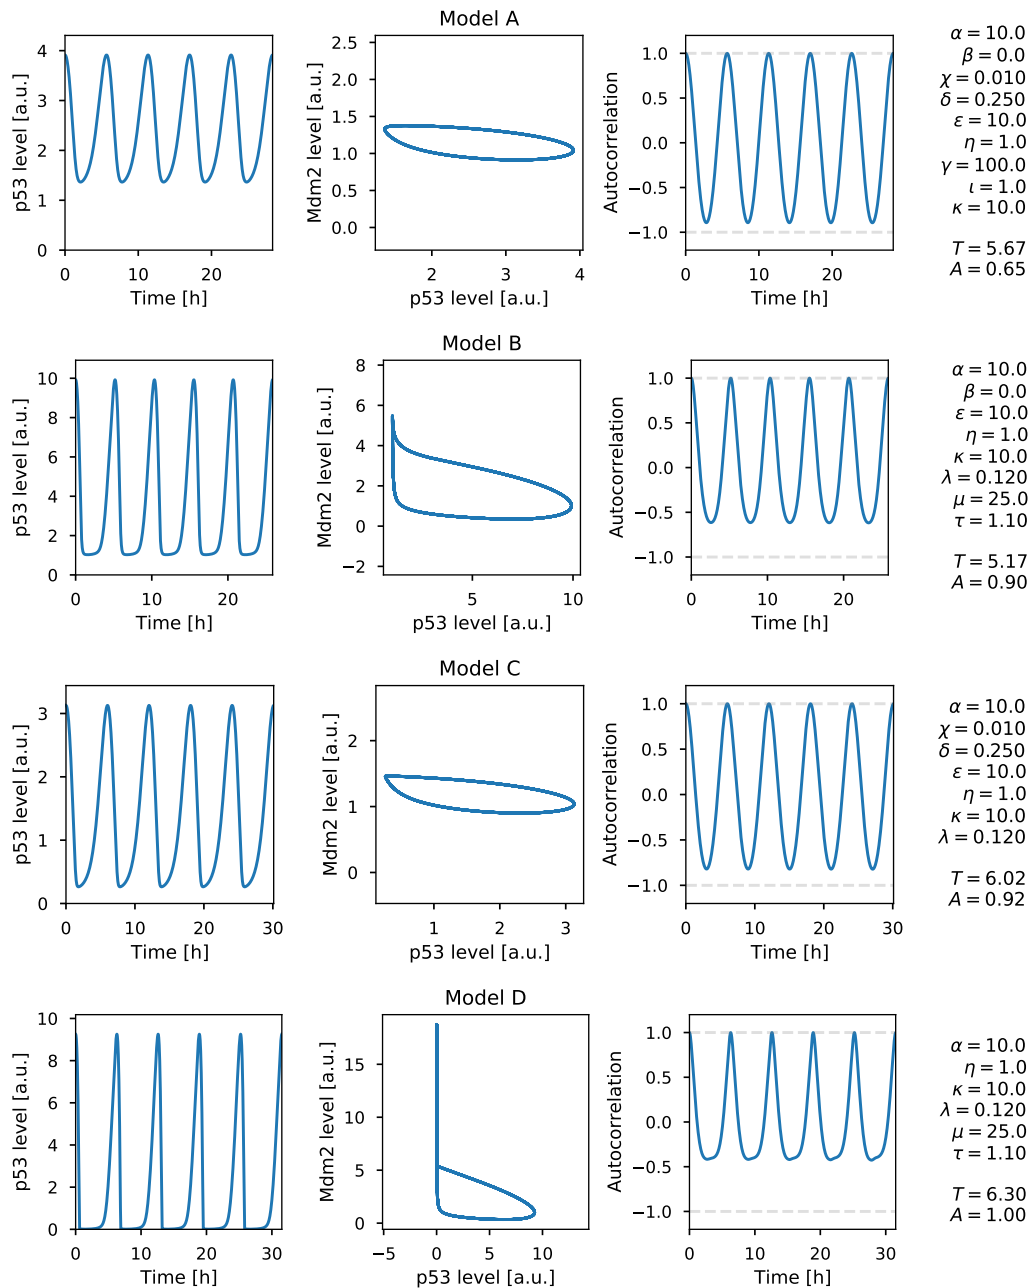 Model A
4
3
2
1
0
p53 level [a.u.]
0
10
20
Time [h]
2.5
2.0
1.5
1.0
0.5
0.0
Mdm2 level [a.u.]
2
3
4
p53 level [a.u.]
1.0
0.5
0.0
−0.5
−1.0
Autocorrelation
0
10
20
Time [h]
α = 10.0
β = 0.0
χ = 0.010
δ = 0.250
ε = 10.0
η = 1.0
γ = 100.0
ι = 1.0
κ = 10.0
T = 5.67
A = 0.65
Model B
10
8
6
4
2
0
p53 level [a.u.]
0
10
20
Time [h]
8
6
4
2
0
−2
Mdm2 level [a.u.]
5
10
p53 level [a.u.]
1.0
0.5
0.0
−0.5
−1.0
Autocorrelation
0
10
20
Time [h]
α = 10.0
β = 0.0
ε = 10.0
η = 1.0
κ = 10.0
λ = 0.120
μ = 25.0
τ = 1.10
T = 5.17
A = 0.90
Model C
3
2
1
0
p53 level [a.u.]
0
10
20
30
Time [h]
2
1
0
Mdm2 level [a.u.]
1
2
3
p53 level [a.u.]
1.0
0.5
0.0
−0.5
−1.0
Autocorrelation
0
10
20
30
Time [h]
α = 10.0
χ = 0.010
δ = 0.250
ε = 10.0
η = 1.0
κ = 10.0
λ = 0.120
T = 6.02
A = 0.92
Model D
10
8
6
4
2
0
p53 level [a.u.]
0
10
20
30
Time [h]
15
10
5
0
Mdm2 level [a.u.]
−5
0
5
10
p53 level [a.u.]
1.0
0.5
0.0
−0.5
−1.0
Autocorrelation
0
10
20
30
Time [h]
α = 10.0
η = 1.0
κ = 10.0
λ = 0.120
μ = 25.0
τ = 1.10
T = 6.30
A = 1.00